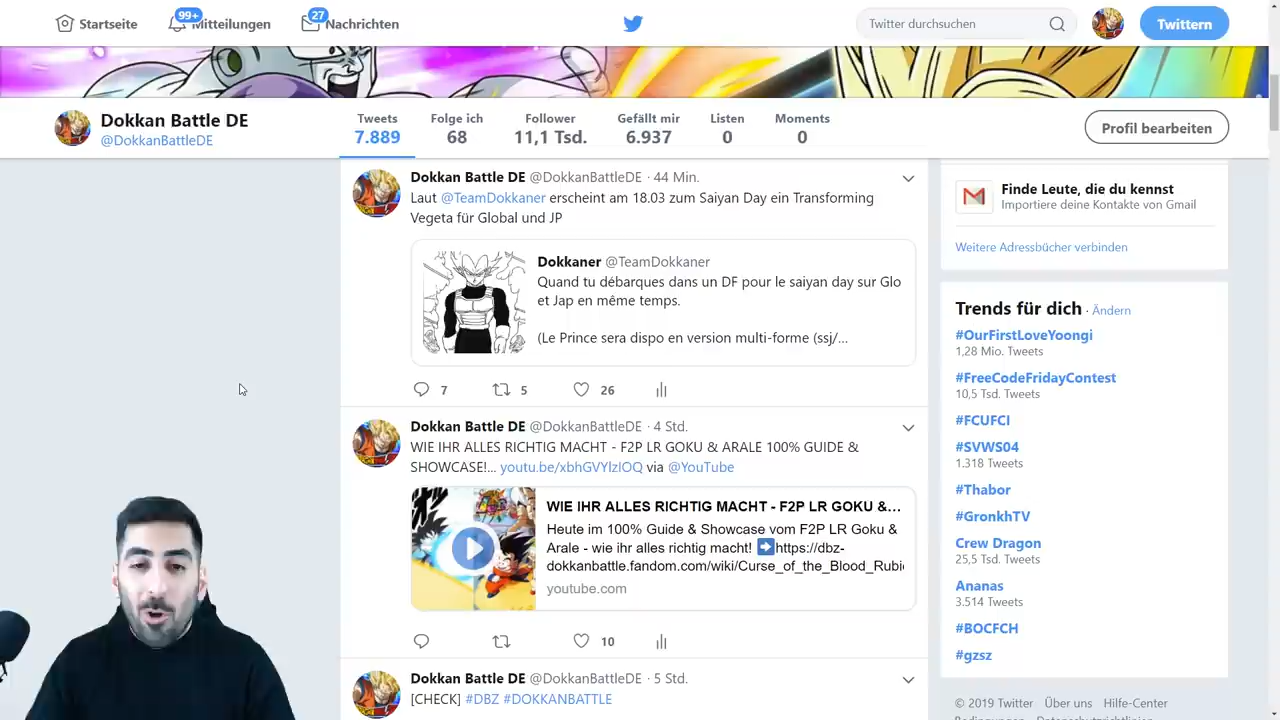 Startseite
99+
Mitteilungen
27
Nachrichten
Twitter durchsuchen
Twittern
Dokkan Battle DE
@DokkanBattleDE
Tweets
7.889
Folge ich
68
Follower
11,1 Tsd.
Gefällt mir
6.937
Listen
0
Moments
0
Profil bearbeiten
Dokkan Battle DE @DokkanBattleDE · 44 Min.
Laut @TeamDokkaner erscheint am 18.03 zum Saiyan Day ein Transforming
Vegeta für Global und JP
Dokkaner @TeamDokkaner
Quand tu débarques dans un DF pour le saiyan day sur Glo
et Jap en même temps.
(Le Prince sera dispo en version multi-forme (ssj/...
7
5
26
Dokkan Battle DE @DokkanBattleDE · 4 Std.
WIE IHR ALLES RICHTIG MACHT - F2P LR GOKU & ARALE 100% GUIDE &
SHOWCASE!... youtu.be/xbhGVYlzIOQ via @YouTube
WIE IHR ALLES RICHTIG MACHT - F2P LR GOKU &...
Heute im 100% Guide & Showcase vom F2P LR Goku &
Arale - wie ihr alles richtig macht! ➡https://dbz-
dokkanbattle.fandom.com/wiki/Curse_of_the_Blood_Rubi
youtube.com
10
Dokkan Battle DE @DokkanBattleDE · 5 Std.
[CHECK] #DBZ #DOKKANBATTLE
Finde Leute, die du kennst
Importiere deine Kontakte von Gmail
Weitere Adressbücher verbinden
Trends für dich · Ändern
#OurFirstLoveYoongi
1,28 Mio. Tweets
#FreeCodeFridayContest
10,5 Tsd. Tweets
#FCUFCI
#SVWS04
1.318 Tweets
#Thabor
#GronkhTV
Crew Dragon
25,5 Tsd. Tweets
Ananas
3.514 Tweets
#BOCFCH
#gzsz
© 2019 Twitter Über uns Hilfe-Center
Bedingungen Datenschutzrichtlinien